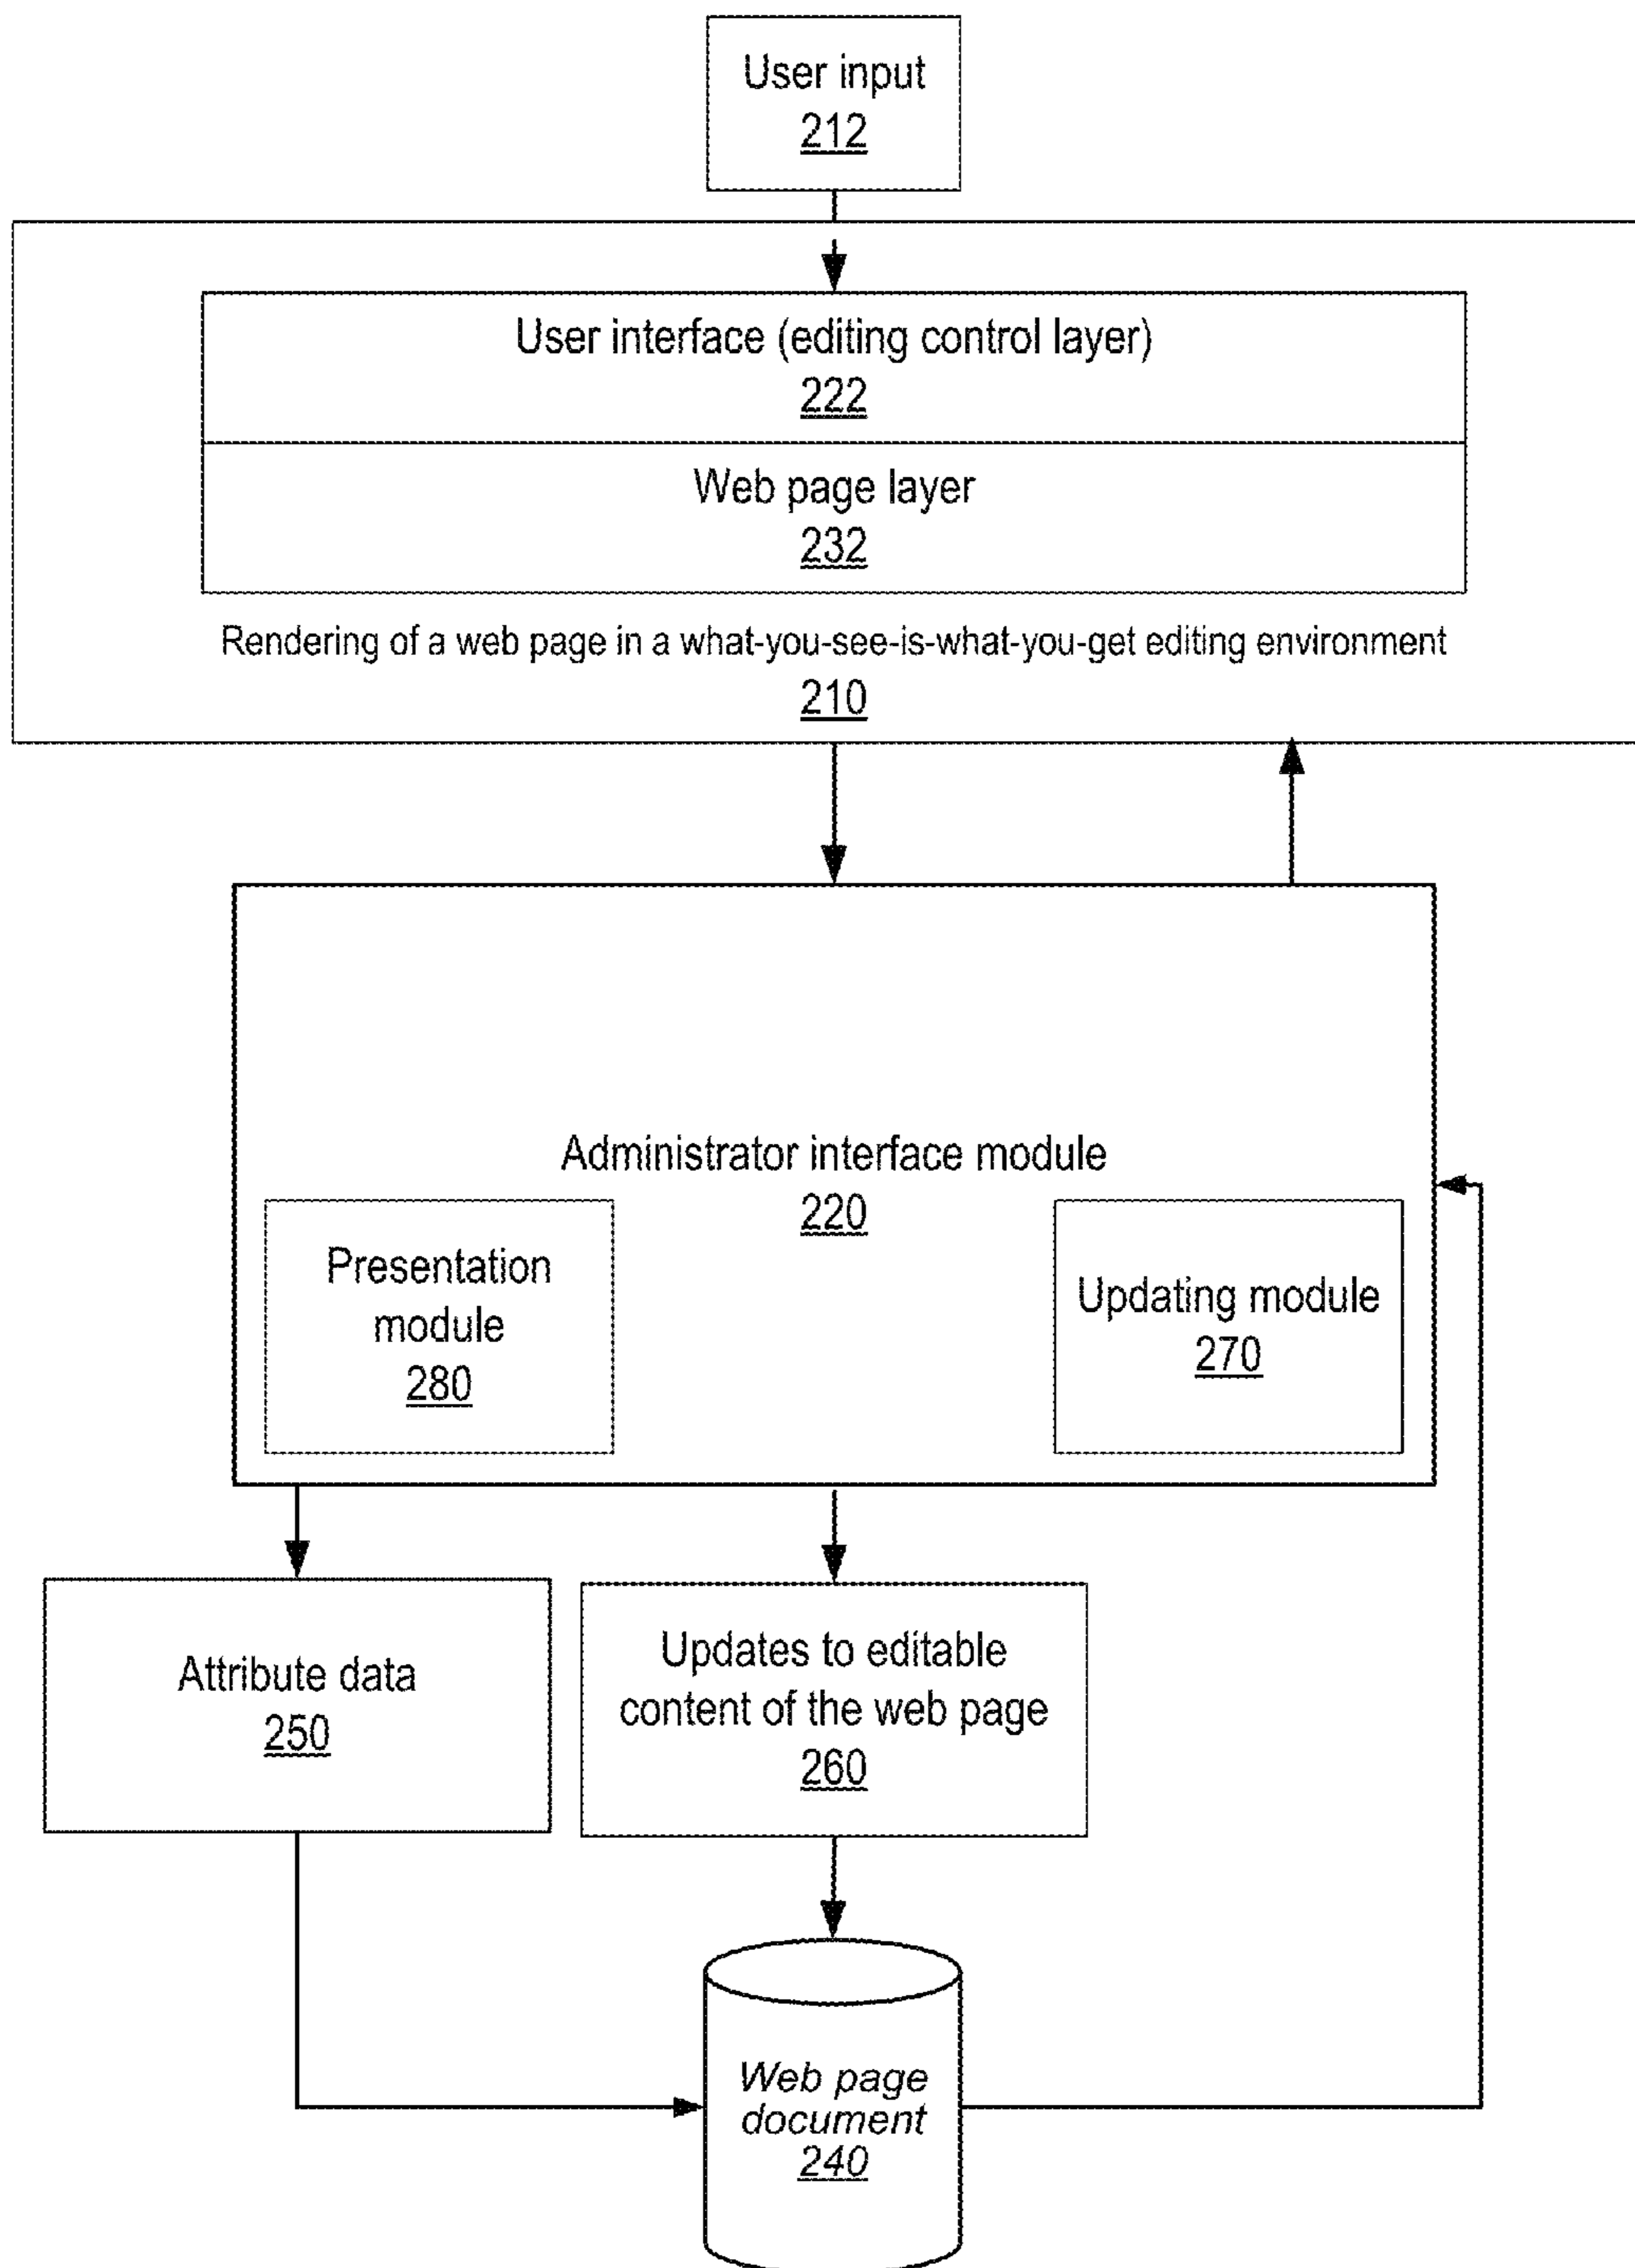 User input
212
User interface (editing control layer)
222
Web page layer
232
Rendering of a web page in a what-you-see-is-what-you-get editing environment
210
Administrator interface module
220
Presentation
module
280
Updating module
270
Attribute data
250
Updates to editable
content of the web page
260
Web page
document
240